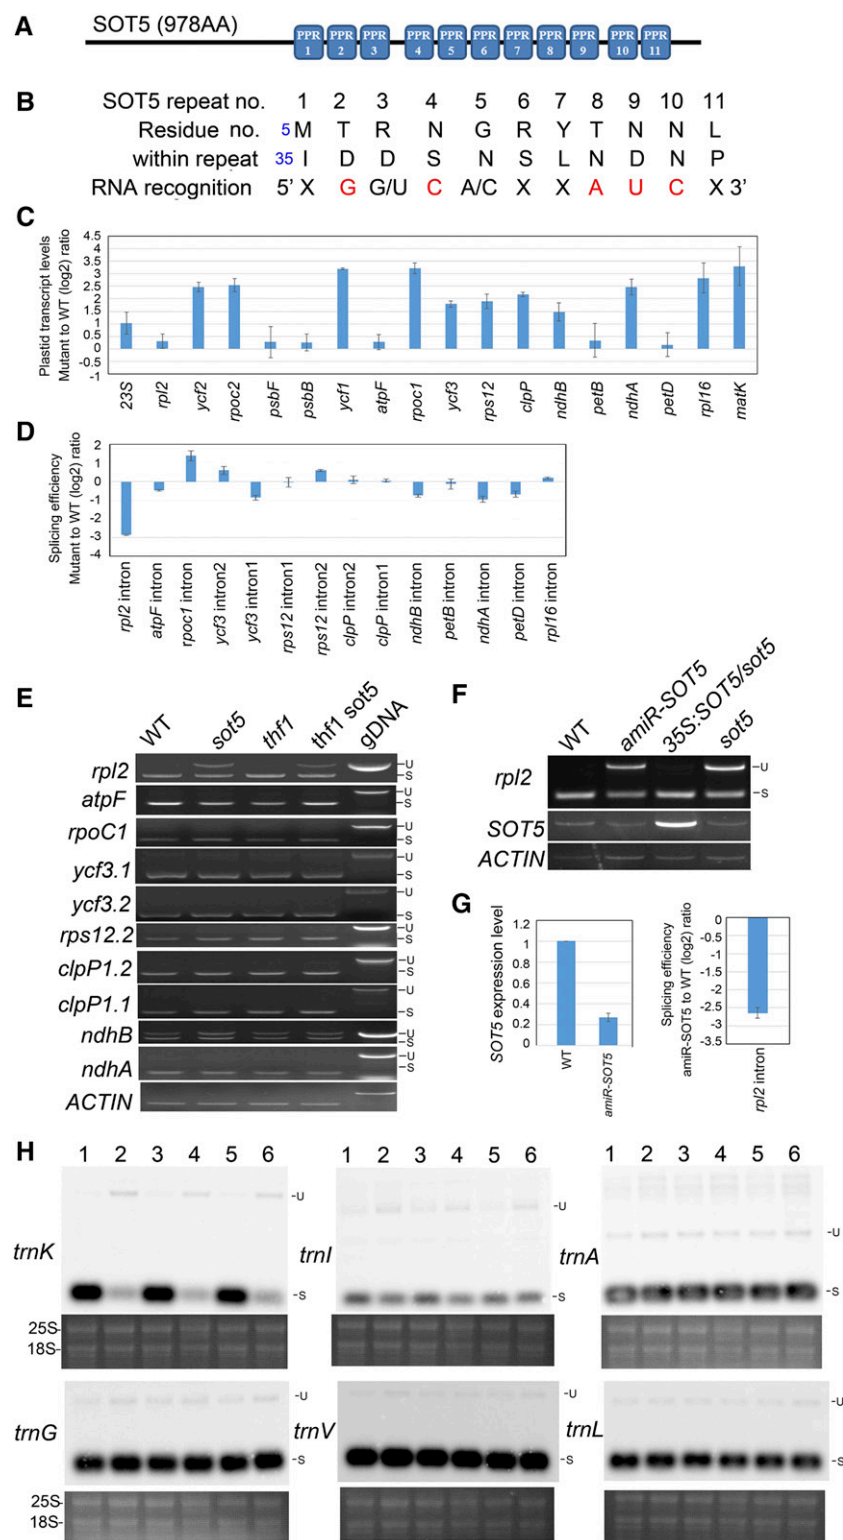 A
SOT5 (978AA)
PPR 1 PPR 2 PPR 3 PPR 4 PPR 5 PPR 6 PPR 7 PPR 8 PPR 9 PPR 10 PPR 11
B
SOT5 repeat no. 1 2 3 4 5 6 7 8 9 10 11
Residue no. 5 M T R N G R Y T N N L
within repeat 35 I D D S N S L N D N P
RNA recognition 5' X G G/U C A/C X X A U C X 3'
C
Plastid transcript levels
Mutant to WT (log2) ratio
4.5
3.5
2.5
1.5
0.5
-0.5
-1
23S rpl2 ycf2 rpoc2 psbF psbB ycf1 atpF rpoc1 ycf3 rps12 clpP ndhB petB ndhA petD rpl16 matK
D
Splicing efficiency
Mutant to WT (log2) ratio
2
1
0
-1
-2
-3
-4
rpl2 intron
atpF intron
rpoc1 intron
ycf3 intron2
ycf3 intron1
rps12 intron1
rps12 intron2
clpP intron2
clpP intron1
ndhB intron
petB intron
ndhA intron
petD intron
rpl16 intron
E
WT sot5 thf1 thf1 sot5 gDNA
rpl2 -U -S
atpF -U -S
rpoC1 -U -S
ycf3.1 -U -S
ycf3.2 -U -S
rps12.2 -U -S
clpP1.2 -U -S
clpP1.1 -U -S
ndhB -U -S
ndhA -U -S
ACTIN
F
WT amiR-SOT5 35S:SOT5/sot5 sot5
rpl2 -U -S
SOT5
ACTIN
G
SOT5 expression level
1.2
1
0.8
0.6
0.4
0.2
0
WT
amiR-SOT5
Splicing efficiency
amiR-SOT5 to WT (log2) ratio
0
-0.5
-1
-1.5
-2
-2.5
-3
-3.5
rpl2 intron
H
1 2 3 4 5 6 1 2 3 4 5 6 1 2 3 4 5 6
trnK -U -S
trnI -U -S
trnA -U -S
25S-
18S-
trnG -U -S
trnV -U -S
trnL -U -S
25S-
18S-